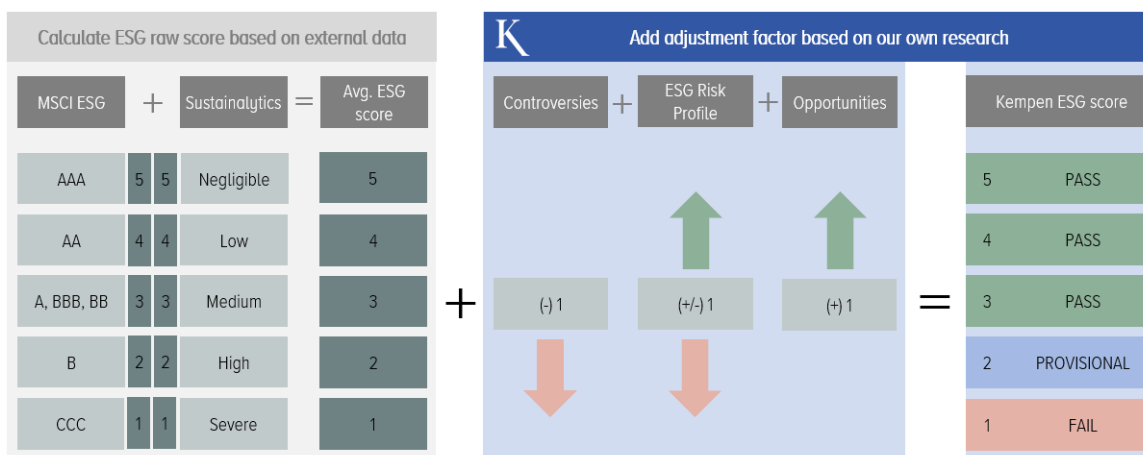 Calculate ESG raw score based on external data
K Add adjustment factor based on our own research
MSCI ESG + Sustainalytics = Avg. ESG score
Controversies + ESG Risk Profile + Opportunities
Kempen ESG score
AAA 5 5 Negligible 5
AA 4 4 Low 4
A, BBB, BB 3 3 Medium 3
B 2 2 High 2
CCC 1 1 Severe 1
+
(-) 1 (+/-) 1 (+) 1
=
5 PASS
4 PASS
3 PASS
2 PROVISIONAL
1 FAIL